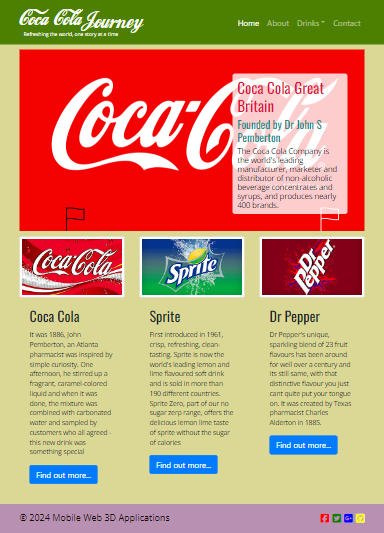 Coca Cola Journey
Refreshing the world, one story at a time
Home About Drinks Contact
Coca-Cola
Coca Cola Great
Britain
Founded by Dr John S
Pemberton
The Coca Cola Company is
the world's leading
manufacturer, marketer and
distributor of non-alcoholic
beverage concentrates and
syrups, and produces nearly
400 brands.
Coca-Cola
Sprite
Dr Pepper
Coca Cola
It was 1886, John
Pemberton, an Atlanta
pharmacist was inspired by
simple curiosity. One
afternoon, he stirred up a
fragrant, caramel-colored
liquid and when it was
done, the mixture was
combined with carbonated
water and sampled by
customers who all agreed -
this new drink was
something special
Find out more...
Sprite
First introduced in 1961,
crisp, refreshing, clean-
tasting. Sprite is now the
world's leading lemon and
lime flavoured soft drink
and is sold in more than
190 different countries.
Sprite Zero, part of our no
sugar zero range, offers the
delicious lemon lime taste
of sprite without the sugar
of calories
Find out more...
Dr Pepper
Dr Pepper's unique,
sparkling blend of 23 fruit
flavours has been around
for well over a century and
its still same, with that
distinctive flavour you just
cant quite put your tongue
on. It was created by Texas
pharmacist Charles
Alderton in 1885.
Find out more...
© 2024 Mobile Web 3D Applications